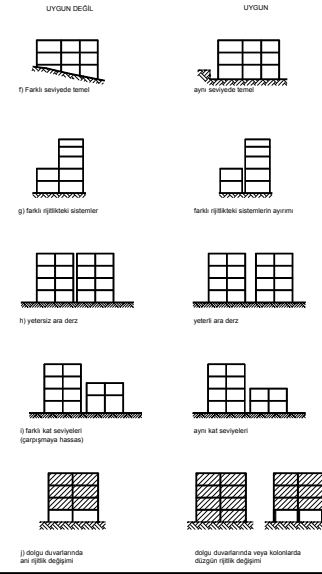 UYGUN DEĞİL
UYGUN
f) Farklı seviyede temel
aynı seviyede temel
g) farklı rijitlikteki sistemler
farklı rijitlikteki sistemlerin ayırımı
h) yetersiz ara derz
yeterli ara derz
i) farklı kat seviyeleri
(çarpışmaya hassas)
aynı kat seviyeleri
j) dolgu duvarlarında
ani rijitlik değişimi
dolgu duvarlarında veya kolonlarda
düzgün rijitlik değişimi